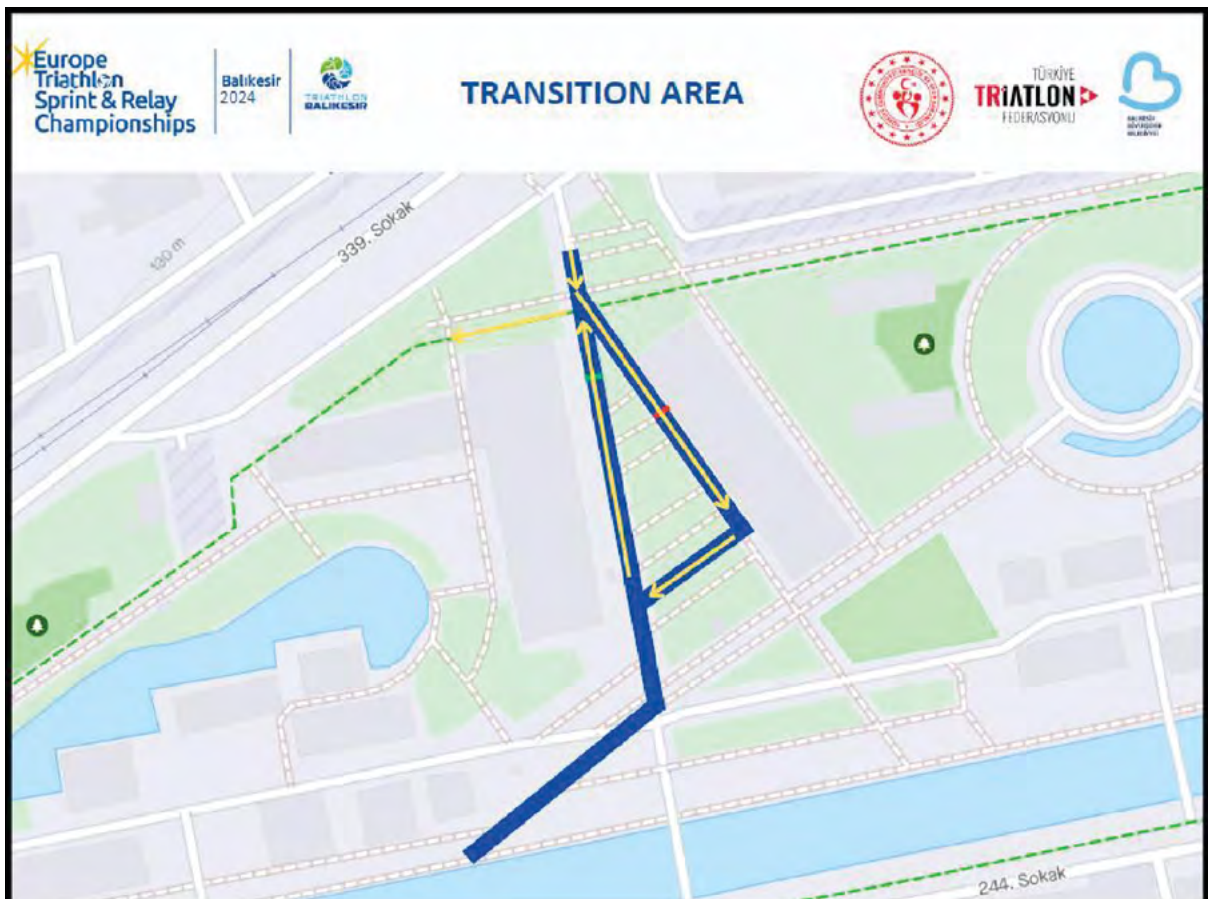 Europe
Triathlon
Sprint & Relay
Championships
Balıkesir
2024
TRIATHLON
BALIKESIR
TRANSITION AREA
TÜRKİYE
TRİATLON
FEDERASYONU
339. Sokak
130 m
244. Sokak